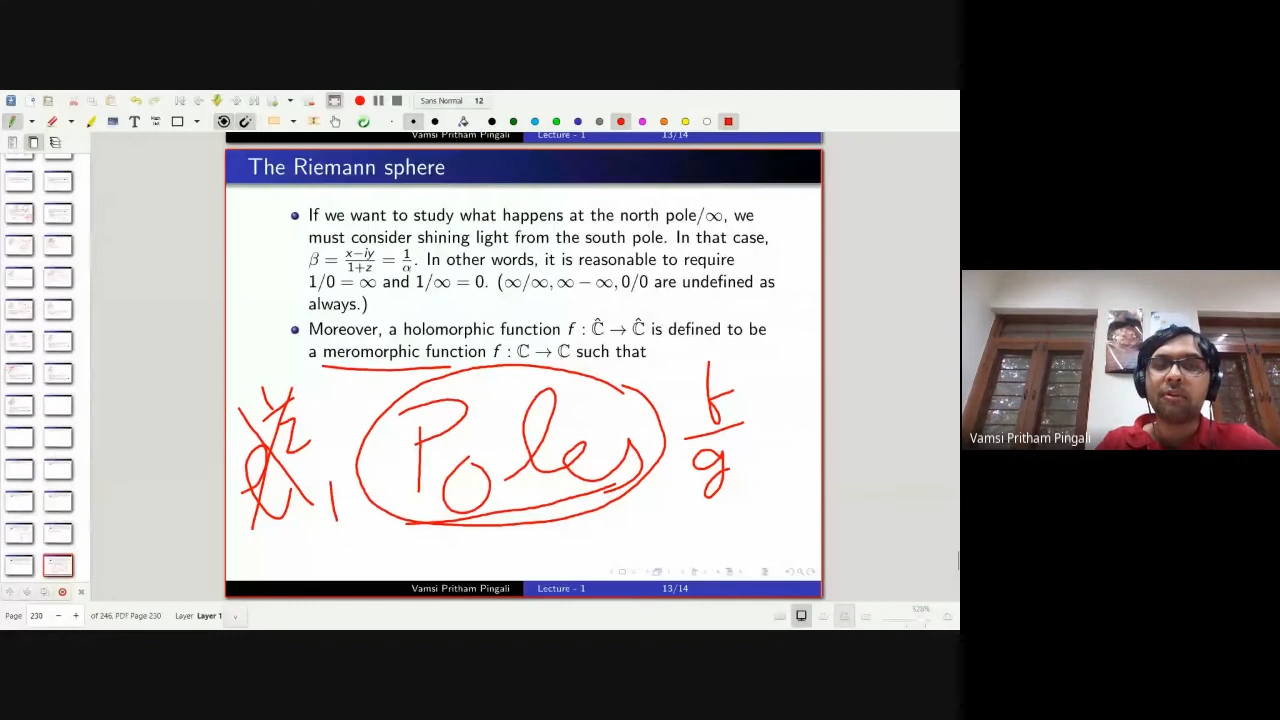 Sans Normal 12
Vamsi Pritham Pingali Lecture - 1 13/14
The Riemann sphere
If we want to study what happens at the north pole/∞, we
must consider shining light from the south pole. In that case,
β = x−iy/1+z = 1/α. In other words, it is reasonable to require
1/0 = ∞ and 1/∞ = 0. (∞/∞, ∞ − ∞, 0/0 are undefined as
always.)
Moreover, a holomorphic function f : Ĉ → Ĉ is defined to be
a meromorphic function f : ℂ → ℂ such that
Poles
f/g
Vamsi Pritham Pingali Lecture - 1 13/14
Page 230 of 246, PDF Page 230 Layer Layer 1
528%
Vamsi Pritham Pingali